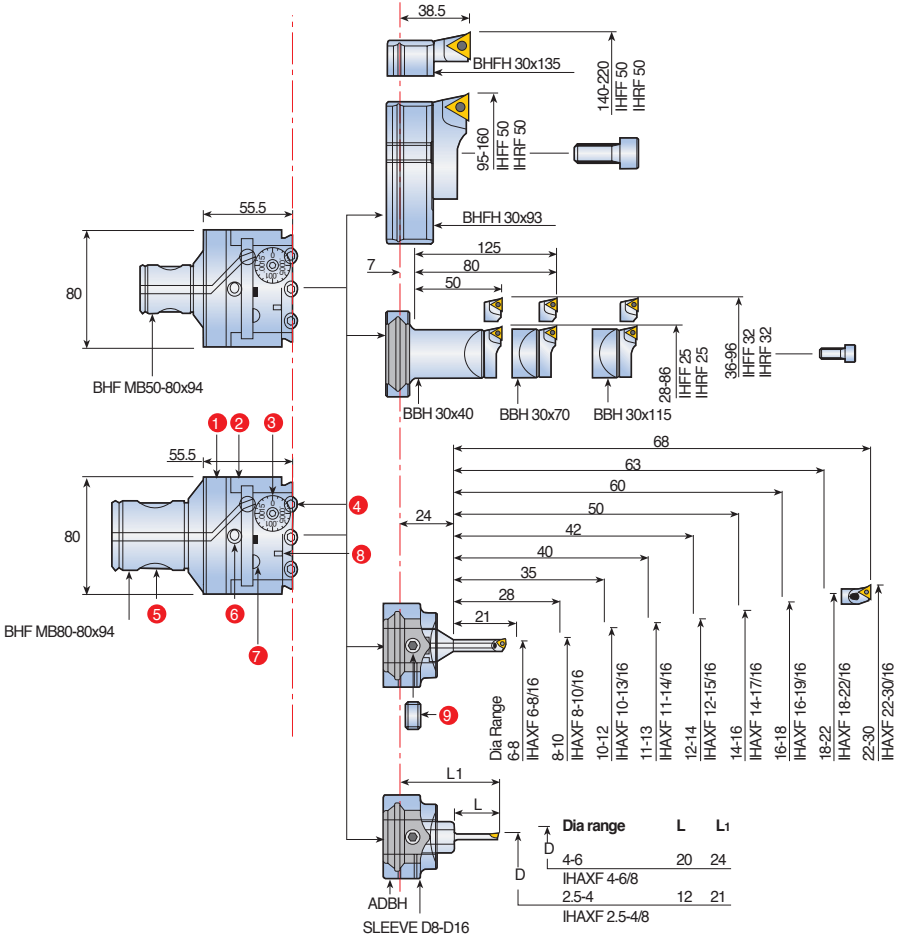 38.5
BHFH 30x135
140-220
IHFF 50
IHRF 50
95-160
IHFF 50
IHRF 50
BHFH 30x93
55.5
80
0
.0015
.0005
.001
BHF MB50-80x94
7
125
80
50
36-96
IHFF 32
IHRF 32
28-86
IHFF 25
IHRF 25
BBH 30x40
BBH 30x70
BBH 30x115
1
2
3
55.5
80
0
.0015
.0005
.001
4
8
5
6
7
BHF MB80-80x94
68
63
60
50
42
40
35
28
21
24
9
Dia Range
6-8
IHAXF 6-8/16
8-10
IHAXF 8-10/16
10-12
IHAXF 10-13/16
11-13
IHAXF 11-14/16
12-14
IHAXF 12-15/16
14-16
IHAXF 14-17/16
16-18
IHAXF 16-19/16
18-22
IHAXF 18-22/16
22-30
IHAXF 22-30/16
L1
L
D
D
Dia range L L1
4-6 20 24
IHAXF 4-6/8
2.5-4 12 21
IHAXF 2.5-4/8
ADBH
SLEEVE D8-D16